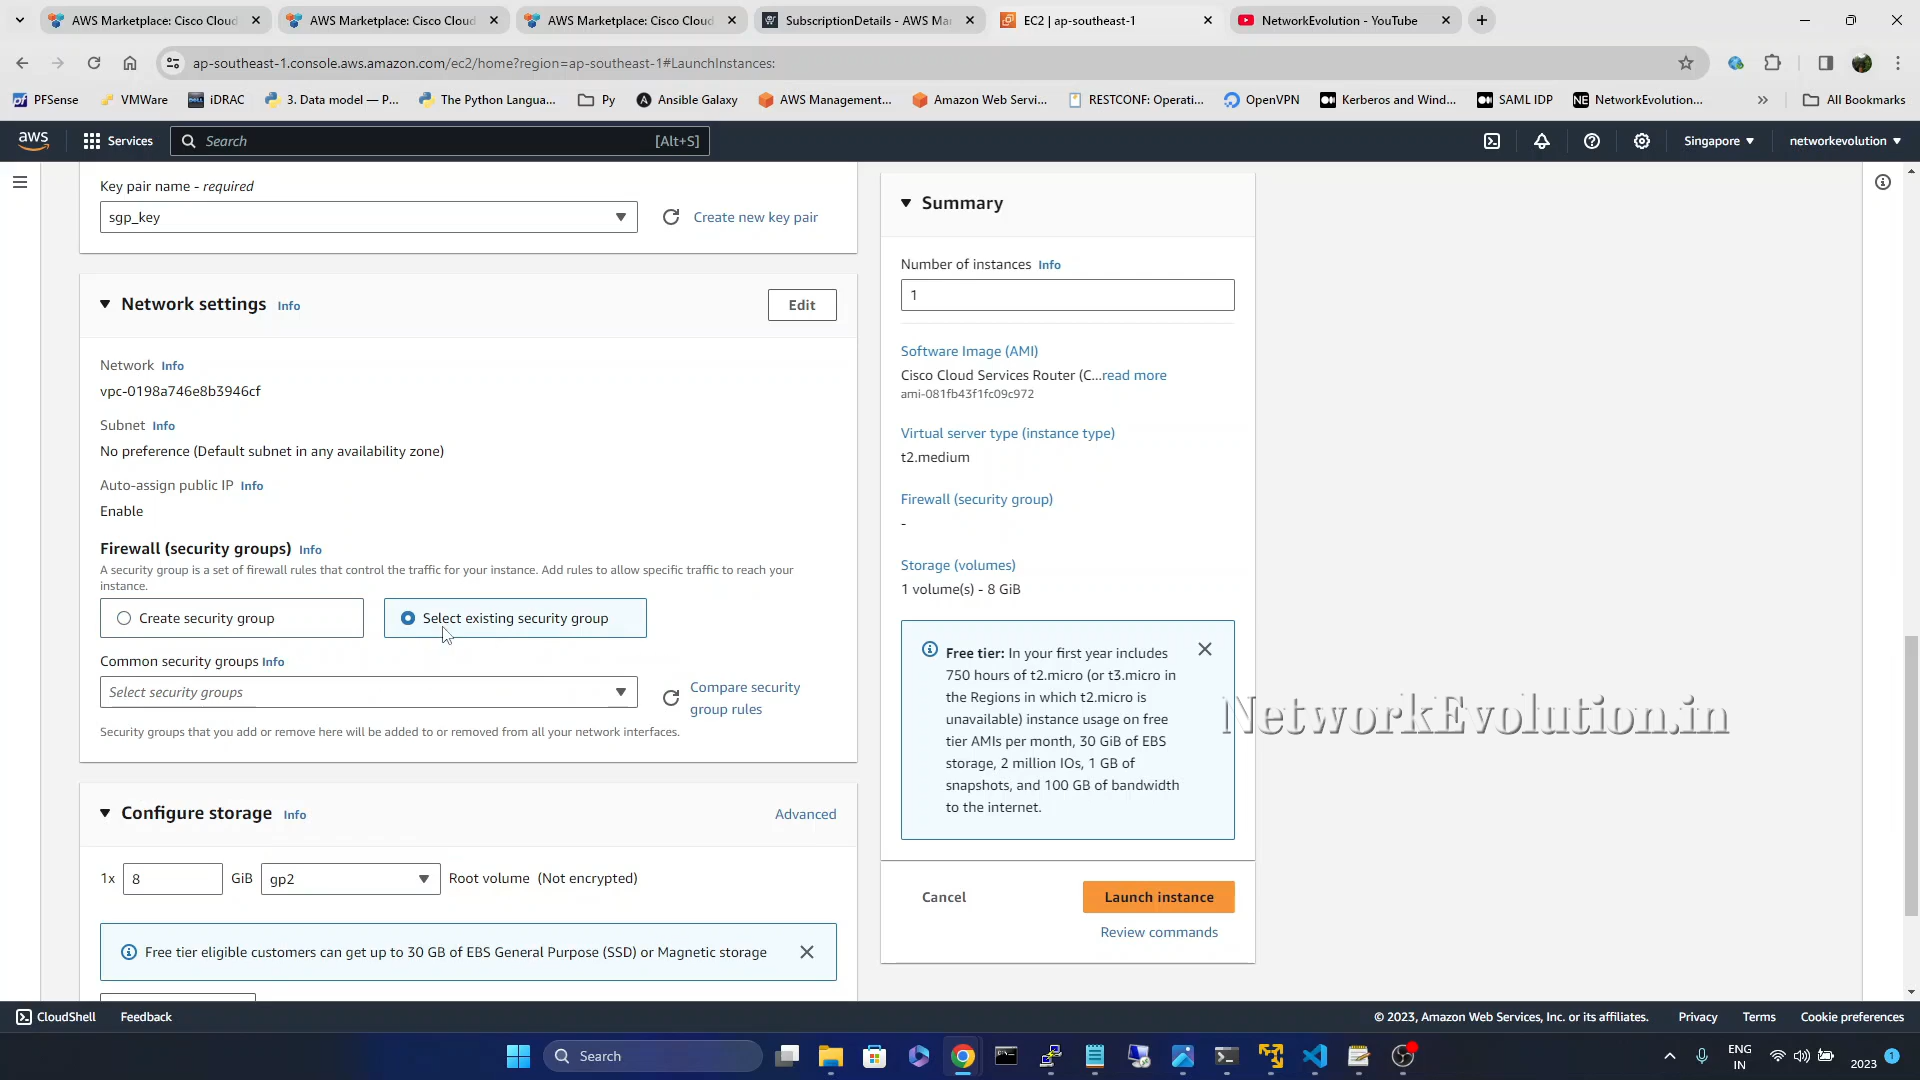 AWS Marketplace: Cisco Cloud
AWS Marketplace: Cisco Cloud
AWS Marketplace: Cisco Cloud
SubscriptionDetails - AWS Ma
EC2 | ap-southeast-1
NetworkEvolution - YouTube
ap-southeast-1.console.aws.amazon.com/ec2/home?region=ap-southeast-1#LaunchInstances:
PFSense
VMWare
iDRAC
3. Data model — P...
The Python Langua...
Py
Ansible Galaxy
AWS Management...
Amazon Web Servi...
RESTCONF: Operati...
OpenVPN
Kerberos and Wind...
SAML IDP
NetworkEvolution...
All Bookmarks
aws
Services
Search
[Alt+S]
Singapore
networkevolution
Key pair name - required
sgp_key
Create new key pair
Network settings Info
Edit
Network Info
vpc-0198a746e8b3946cf
Subnet Info
No preference (Default subnet in any availability zone)
Auto-assign public IP Info
Enable
Firewall (security groups) Info
A security group is a set of firewall rules that control the traffic for your instance. Add rules to allow specific traffic to reach your
instance.
Create security group
Select existing security group
Common security groups Info
Select security groups
Compare security
group rules
Security groups that you add or remove here will be added to or removed from all your network interfaces.
Configure storage Info
Advanced
1x 8 GiB gp2 Root volume (Not encrypted)
Free tier eligible customers can get up to 30 GB of EBS General Purpose (SSD) or Magnetic storage
Summary
Number of instances Info
1
Software Image (AMI)
Cisco Cloud Services Router (C...read more
ami-081fb43f1fc09c972
Virtual server type (instance type)
t2.medium
Firewall (security group)
-
Storage (volumes)
1 volume(s) - 8 GiB
Free tier: In your first year includes
750 hours of t2.micro (or t3.micro in
the Regions in which t2.micro is
unavailable) instance usage on free
tier AMIs per month, 30 GiB of EBS
storage, 2 million IOs, 1 GB of
snapshots, and 100 GB of bandwidth
to the internet.
Cancel
Launch instance
Review commands
NetworkEvolution.in
CloudShell
Feedback
© 2023, Amazon Web Services, Inc. or its affiliates.
Privacy
Terms
Cookie preferences
Search
ENG
IN
2023
1